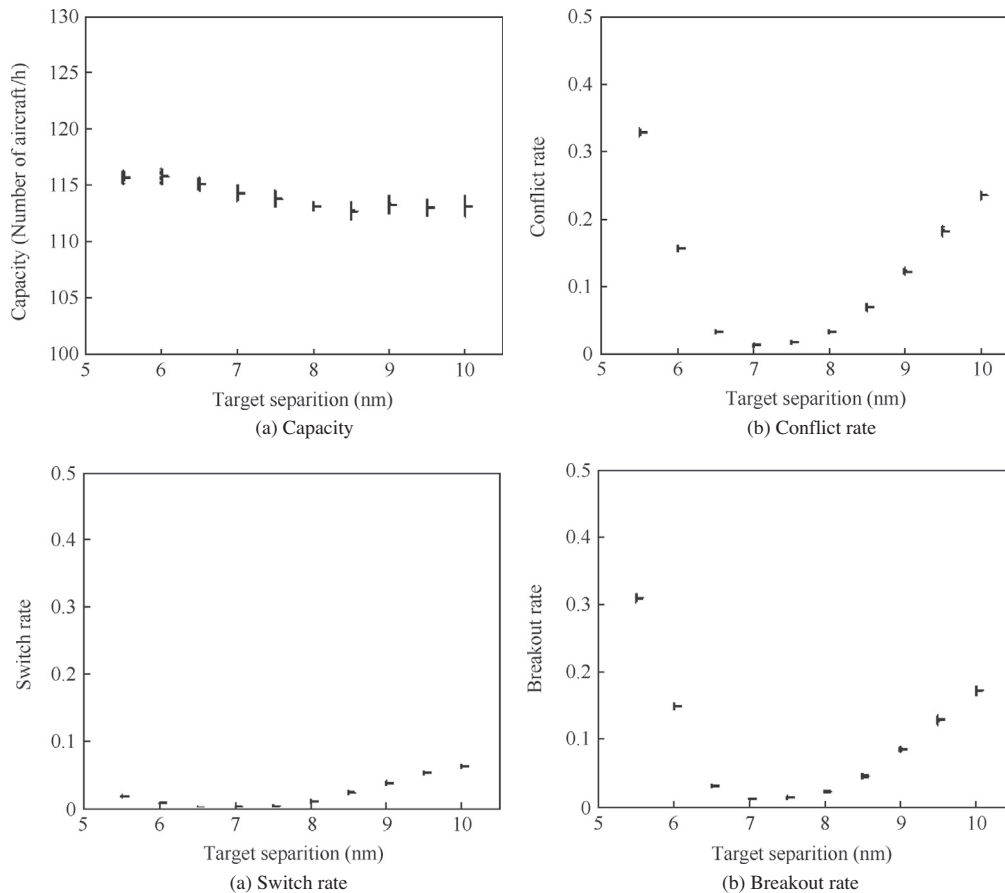 130
125
120
115
110
105
100
5 6 7 8 9 10
Capacity (Number of aircraft/h)
Target separition (nm)
(a) Capacity
0.5
0.4
0.3
0.2
0.1
0
5 6 7 8 9 10
Conflict rate
Target separition (nm)
(b) Conflict rate
0.5
0.4
0.3
0.2
0.1
0
5 6 7 8 9 10
Switch rate
Target separition (nm)
(a) Switch rate
0.5
0.4
0.3
0.2
0.1
0
5 6 7 8 9 10
Breakout rate
Target separition (nm)
(b) Breakout rate